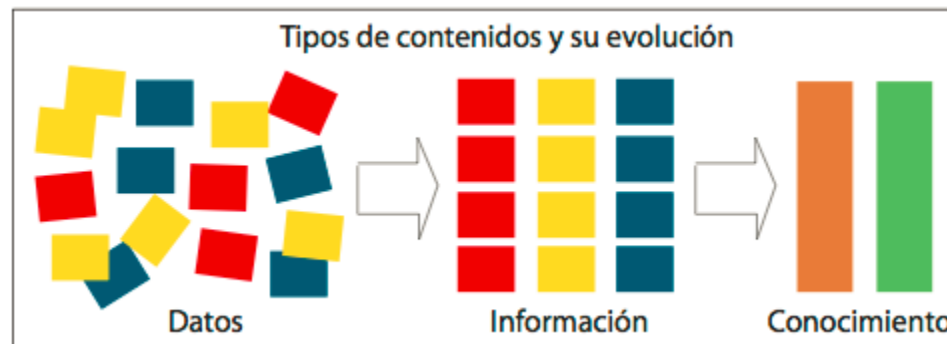 Tipos de contenidos y su evolución
Datos
Información
Conocimiento